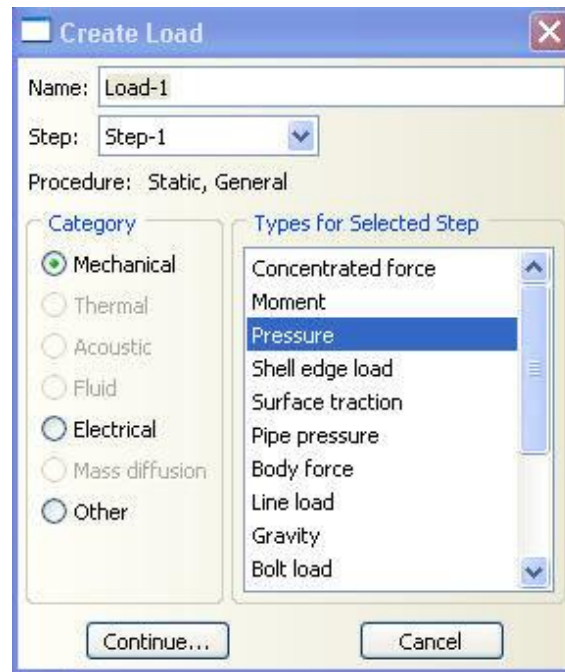 Create Load
Name: Load-1
Step: Step-1
Procedure: Static, General
Category
Mechanical
Thermal
Acoustic
Fluid
Electrical
Mass diffusion
Other
Types for Selected Step
Concentrated force
Moment
Pressure
Shell edge load
Surface traction
Pipe pressure
Body force
Line load
Gravity
Bolt load
Continue...
Cancel